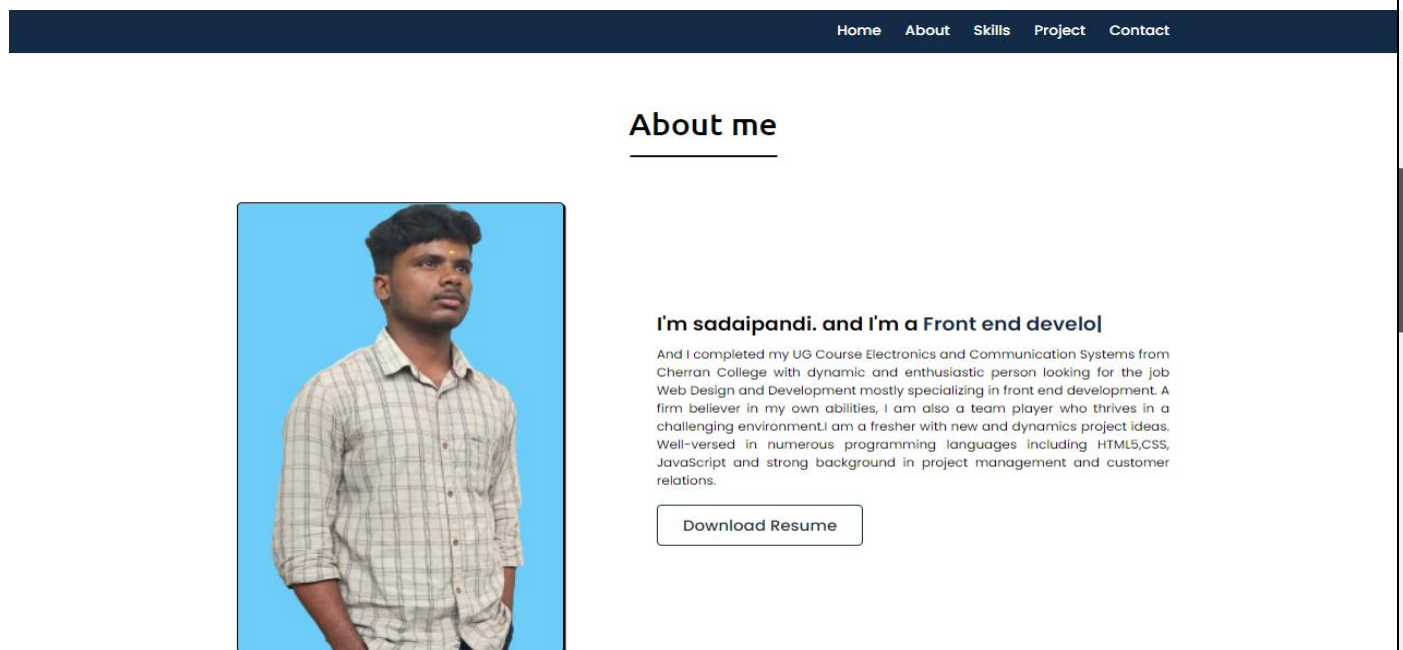 Home About Skills Project Contact
About me
I'm sadaipandi. and I'm a Front end develo|
And I completed my UG Course Electronics and Communication Systems from
Cherran College with dynamic and enthusiastic person looking for the job
Web Design and Development mostly specializing in front end development. A
firm believer in my own abilities, I am also a team player who thrives in a
challenging environment.I am a fresher with new and dynamics project ideas.
Well-versed in numerous programming languages including HTML5,CSS,
JavaScript and strong background in project management and customer
relations.
Download Resume